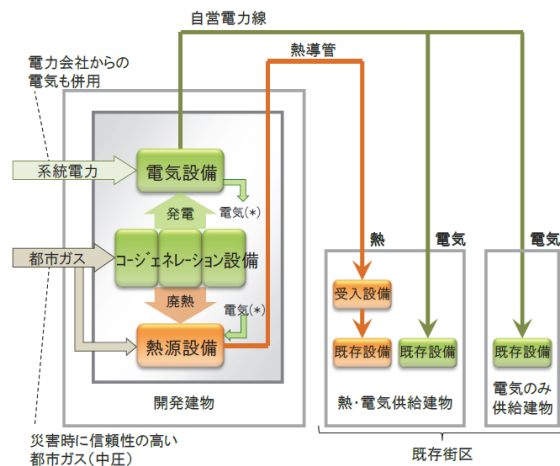 自営電力線
熱導管
電力会社からの
電気も併用
系統電力
電気設備
発電
電気(*)
都市ガス
コージェネレーション設備
廃熱
電気(*)
熱源設備
開発建物
災害時に信頼性の高い
都市ガス(中圧)
熱
電気
電気
受入設備
既存設備
既存設備
既存設備
熱・電気供給建物
電気のみ
供給建物
既存街区